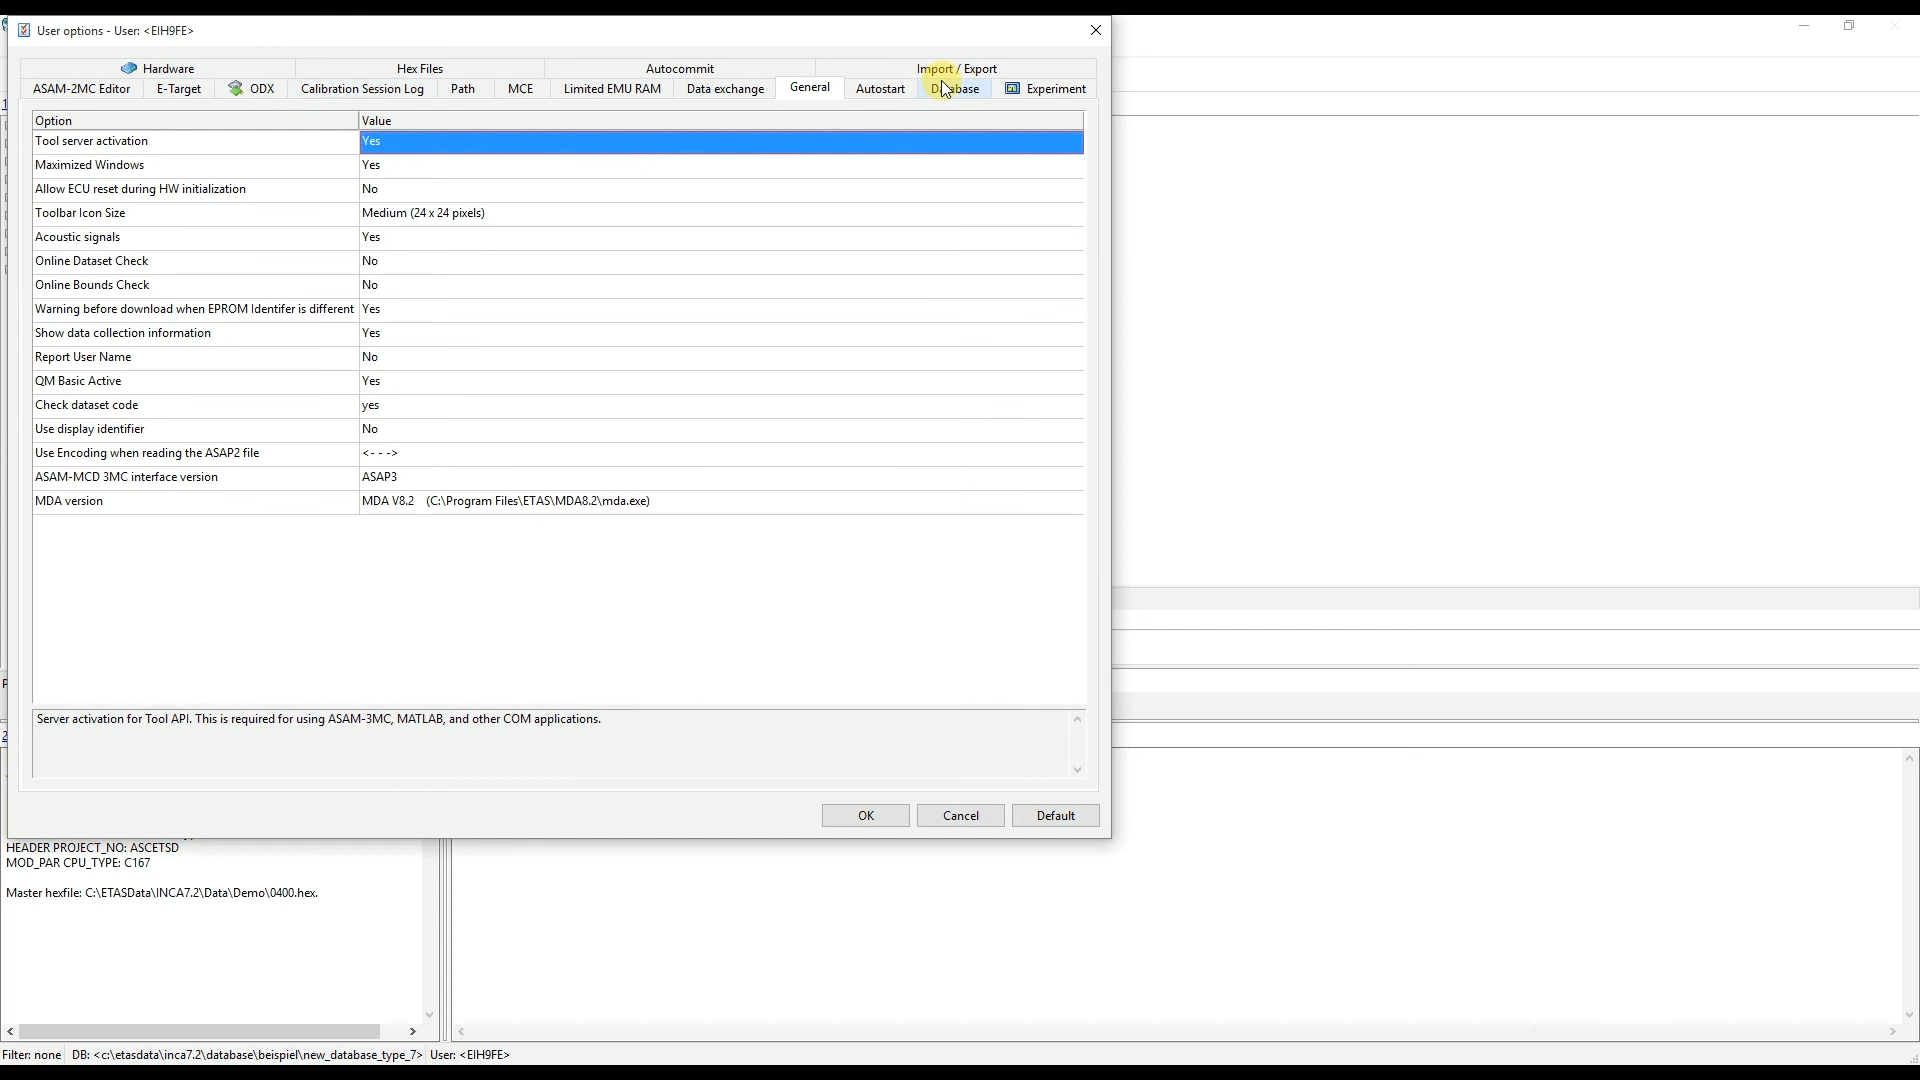 User options - User: <EIH9FE>
Hardware Hex Files Autocommit Import / Export
ASAM-2MC Editor E-Target ODX Calibration Session Log Path MCE Limited EMU RAM Data exchange General Autostart Database Experiment
Option Value
Tool server activation Yes
Maximized Windows Yes
Allow ECU reset during HW initialization No
Toolbar Icon Size Medium (24 x 24 pixels)
Acoustic signals Yes
Online Dataset Check No
Online Bounds Check No
Warning before download when EPROM Identifer is different Yes
Show data collection information Yes
Report User Name No
QM Basic Active Yes
Check dataset code yes
Use display identifier No
Use Encoding when reading the ASAP2 file <- - ->
ASAM-MCD 3MC interface version ASAP3
MDA version MDA V8.2 (C:\Program Files\ETAS\MDA8.2\mda.exe)
Server activation for Tool API. This is required for using ASAM-3MC, MATLAB, and other COM applications.
OK Cancel Default
HEADER PROJECT_NO: ASCETSD
MOD_PAR CPU_TYPE: C167
Master hexfile: C:\ETASData\INCA7.2\Data\Demo\0400.hex.
Filter: none DB: <c:\etasdata\inca7.2\database\beispiel\new_database_type_7> User: <EIH9FE>